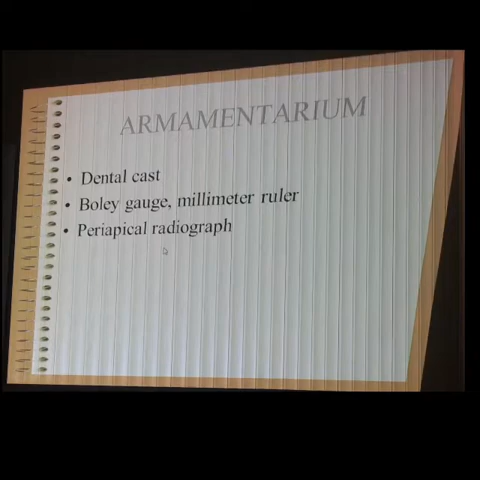 ARMAMENTARIUM
• Dental cast
• Boley gauge, millimeter ruler
• Periapical radiograph